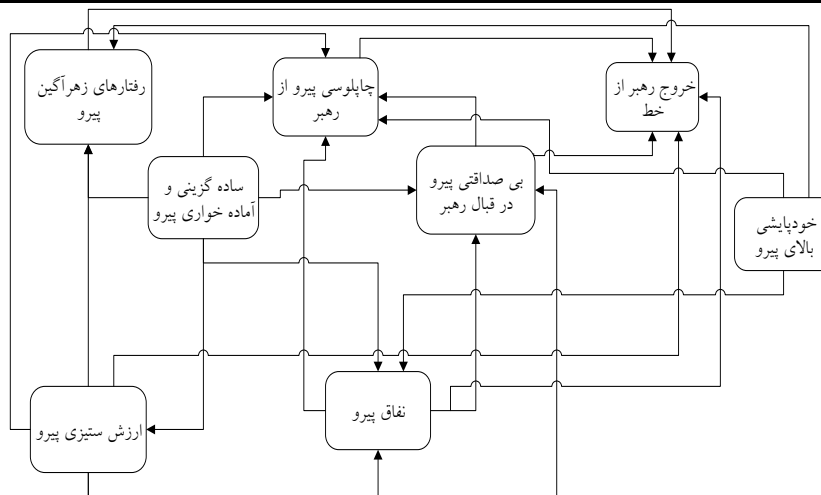 رفتارهای زهرآگین
پیرو
چاپلوسی پیرو از
رهبر
خروج رهبر از
خط
ساده گزینی و
آماده خواری پیرو
بی صداقتی پیرو
در قبال رهبر
خودپایشی
بالای پیرو
ارزش ستیزی پیرو
نفاق پیرو